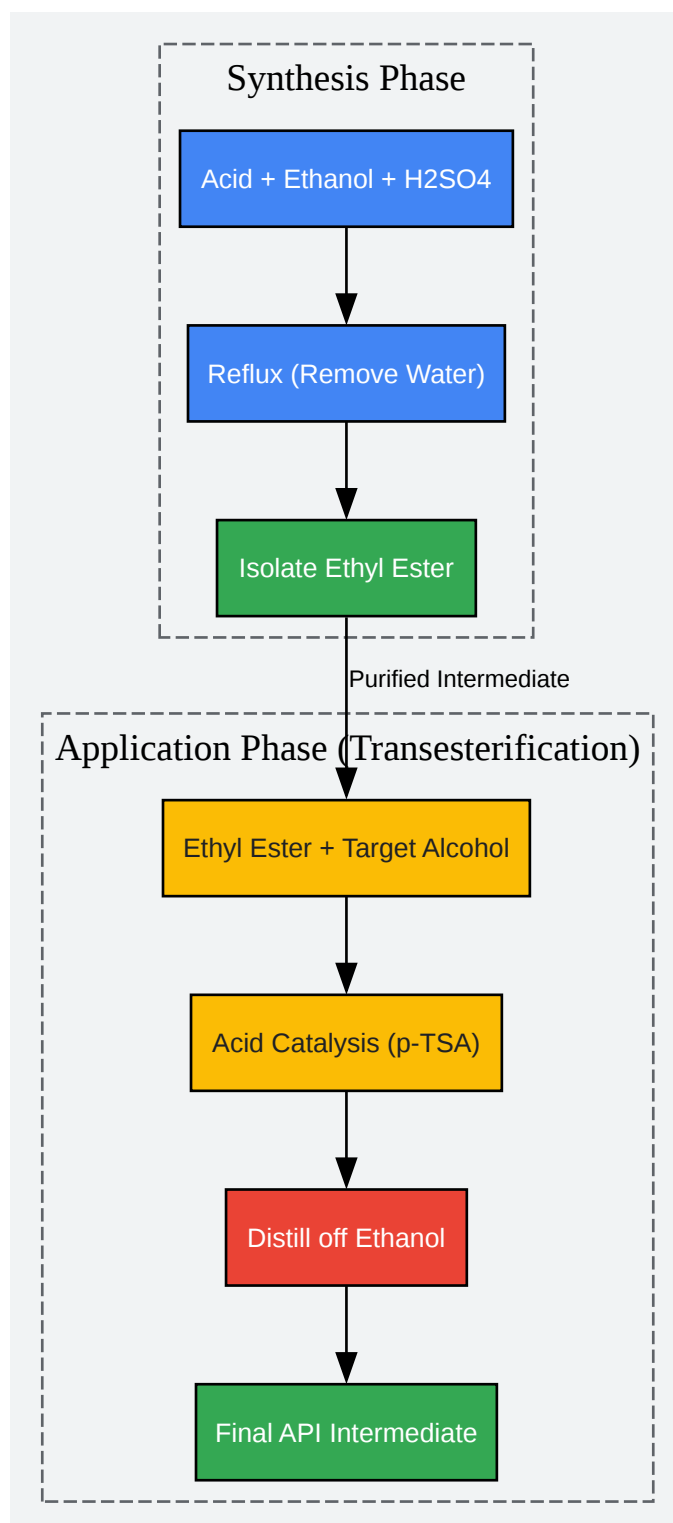 Synthesis Phase
Acid + Ethanol + H2SO4
Reflux (Remove Water)
Isolate Ethyl Ester
Purified Intermediate
Application Phase (Transesterification)
Ethyl Ester + Target Alcohol
Acid Catalysis (p-TSA)
Distill off Ethanol
Final API Intermediate